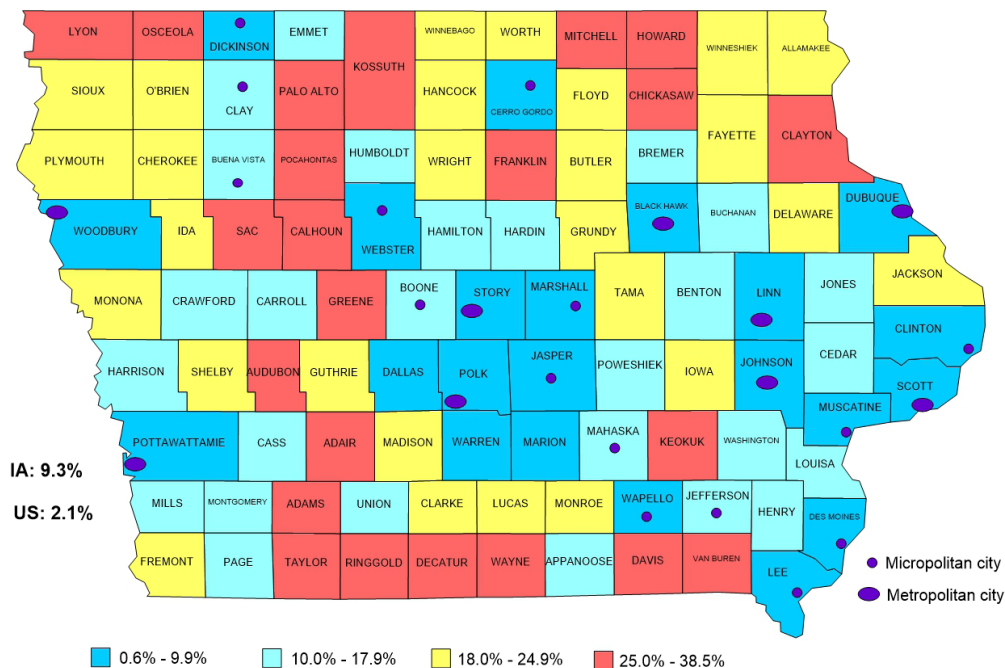 LYON OSCEOLA DICKINSON EMMET WINNEBAGO WORTH MITCHELL HOWARD WINNESHIEK ALLAMAKEE
KOSSUTH
SIOUX O'BRIEN CLAY PALO ALTO HANCOCK CERRO GORDO FLOYD CHICKASAW
FAYETTE CLAYTON
PLYMOUTH CHEROKEE BUENA VISTA POCAHONTAS HUMBOLDT WRIGHT FRANKLIN BUTLER BREMER
WOODBURY IDA SAC CALHOUN WEBSTER HAMILTON HARDIN GRUNDY BLACK HAWK BUCHANAN DELAWARE DUBUQUE
MONONA CRAWFORD CARROLL GREENE BOONE STORY MARSHALL TAMA BENTON LINN JONES JACKSON
CLINTON
HARRISON SHELBY AUDUBON GUTHRIE DALLAS POLK JASPER POWESHIEK IOWA JOHNSON CEDAR
SCOTT
MUSCATINE
POTTAWATTAMIE CASS ADAIR MADISON WARREN MARION MAHASKA KEOKUK WASHINGTON
LOUISA
IA: 9.3%
MILLS MONTGOMERY ADAMS UNION CLARKE LUCAS MONROE WAPELLO JEFFERSON HENRY DES MOINES
US: 2.1%
FREMONT PAGE TAYLOR RINGGOLD DECATUR WAYNE APPANOOSE DAVIS VAN BUREN LEE
Micropolitan city
Metropolitan city
0.6% - 9.9% 10.0% - 17.9% 18.0% - 24.9% 25.0% - 38.5%